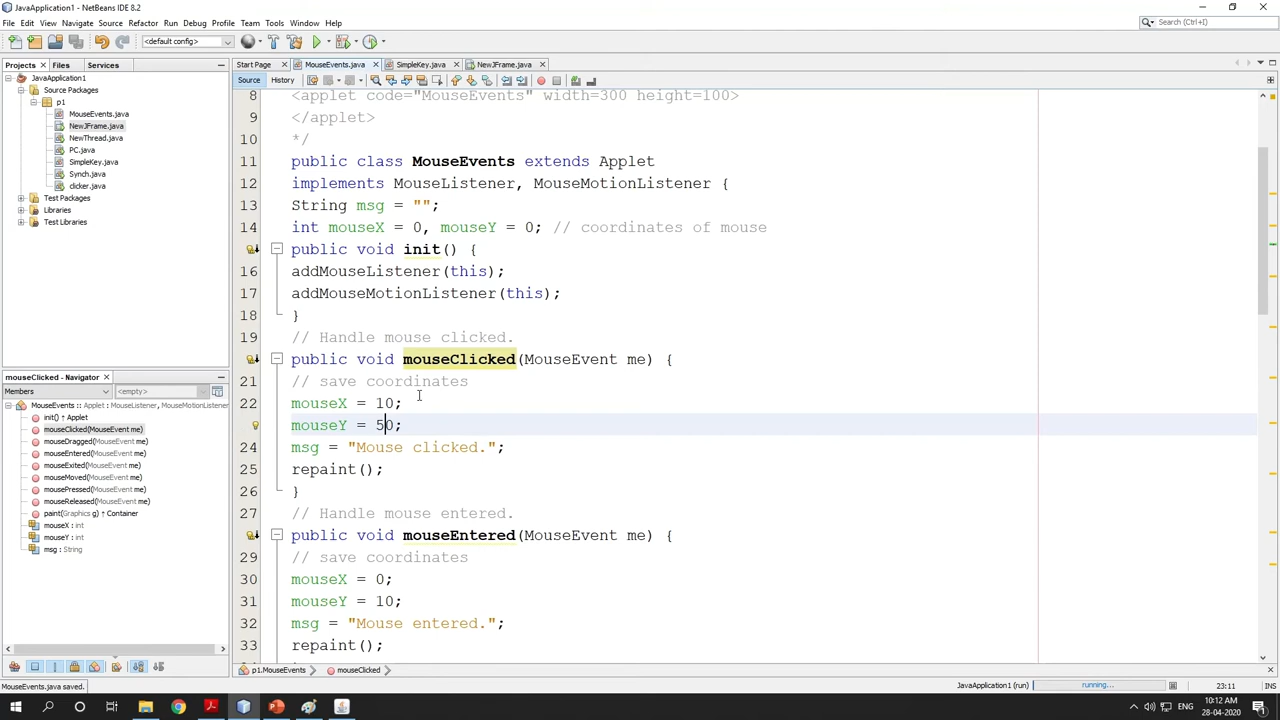 JavaApplication1 - NetBeans IDE 8.2
File Edit View Navigate Source Refactor Run Debug Profile Team Tools Window Help
Search (Ctrl+I)
<default config>
Projects Files Services
Start Page MouseEvents.java SimpleKey.java NewJFrame.java
Source History
JavaApplication1
Source Packages
p1
MouseEvents.java
NewJFrame.java
NewThread.java
PC.java
SimpleKey.java
Synch.java
clicker.java
Test Packages
Libraries
Test Libraries
8 <applet code="MouseEvents" width=300 height=100>
9 </applet>
10 */
11 public class MouseEvents extends Applet
12 implements MouseListener, MouseMotionListener {
13 String msg = "";
14 int mouseX = 0, mouseY = 0; // coordinates of mouse
public void init() {
16 addMouseListener(this);
17 addMouseMotionListener(this);
18 }
19 // Handle mouse clicked.
public void mouseClicked(MouseEvent me) {
21 // save coordinates
22 mouseX = 10;
mouseY = 50;
24 msg = "Mouse clicked.";
25 repaint();
26 }
27 // Handle mouse entered.
public void mouseEntered(MouseEvent me) {
29 // save coordinates
30 mouseX = 0;
31 mouseY = 10;
32 msg = "Mouse entered.";
33 repaint();
mouseClicked - Navigator
Members <empty>
MouseEvents :: Applet : MouseListener, MouseMotionListener
init() ↑ Applet
mouseClicked(MouseEvent me)
mouseDragged(MouseEvent me)
mouseEntered(MouseEvent me)
mouseExited(MouseEvent me)
mouseMoved(MouseEvent me)
mousePressed(MouseEvent me)
mouseReleased(MouseEvent me)
paint(Graphics g) ↑ Container
mouseX : int
mouseY : int
msg : String
p1.MouseEvents mouseClicked
MouseEvents.java saved.
JavaApplication1 (run) running...
23:11 INS
ENG
10:12 AM
28-04-2020